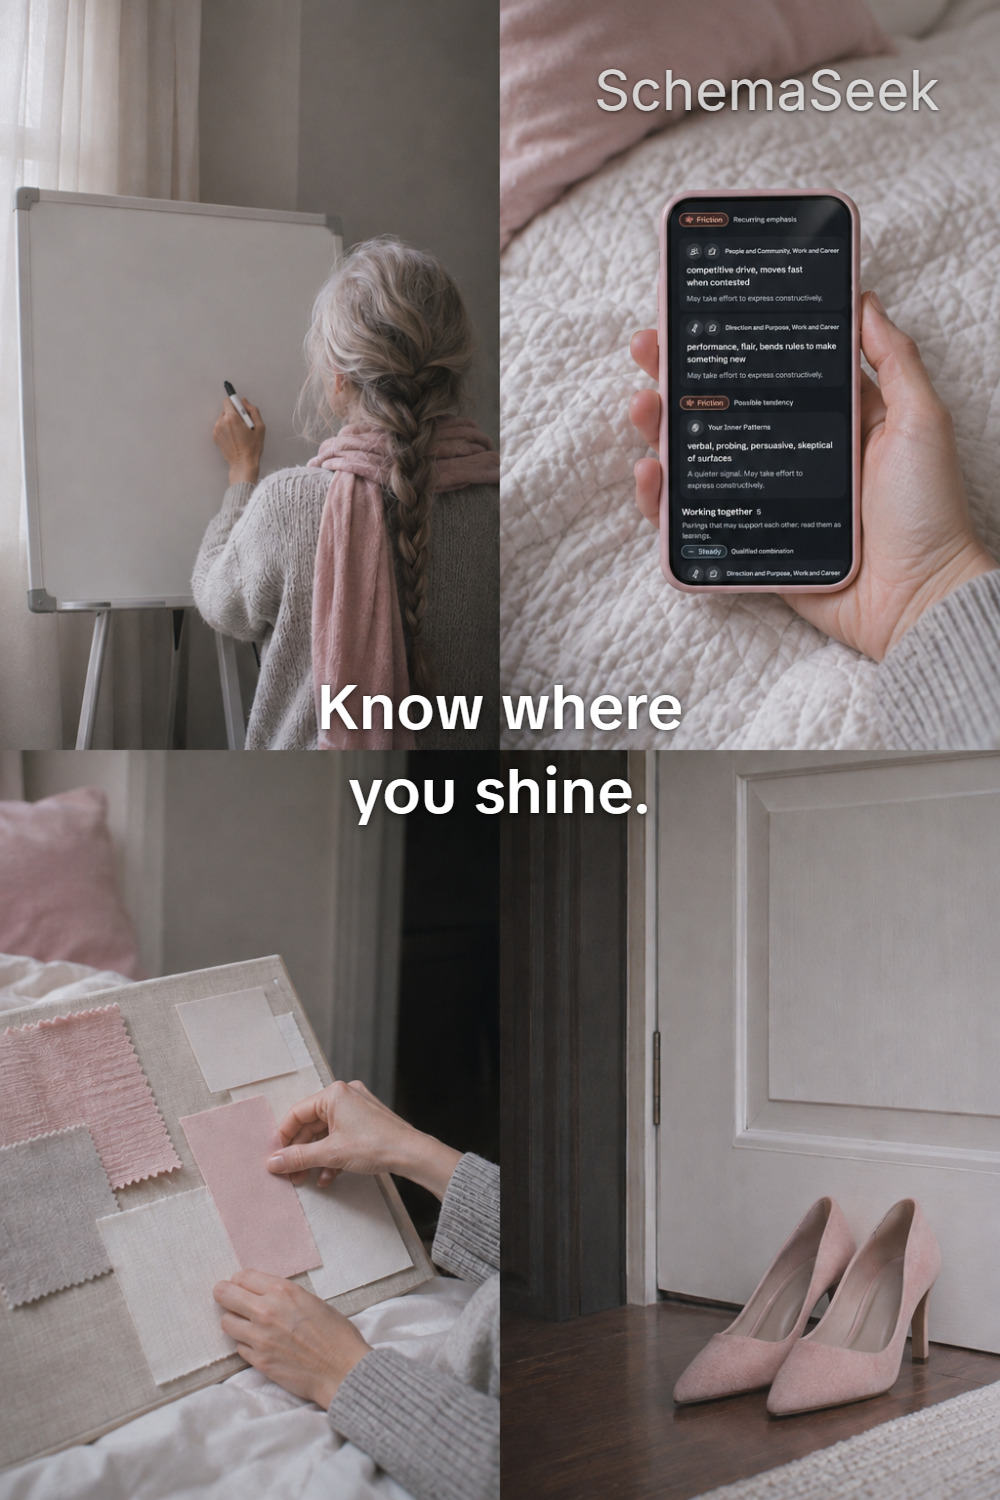 SchemaSeek
Friction Recurring emphasis
People and Community, Work and Career
competitive drive, moves fast
when contested
May take effort to express constructively.
Direction and Purpose, Work and Career
performance, flair, bends rules to make
something new
May take effort to express constructively.
Friction Possible tendency
Your Inner Patterns
verbal, probing, persuasive, skeptical
of surfaces
A quieter signal. May take effort to
express constructively.
Working together 5
Pairings that may support each other; read them as
leanings.
Steady Qualified combination
Direction and Purpose, Work and Career
Know where
you shine.